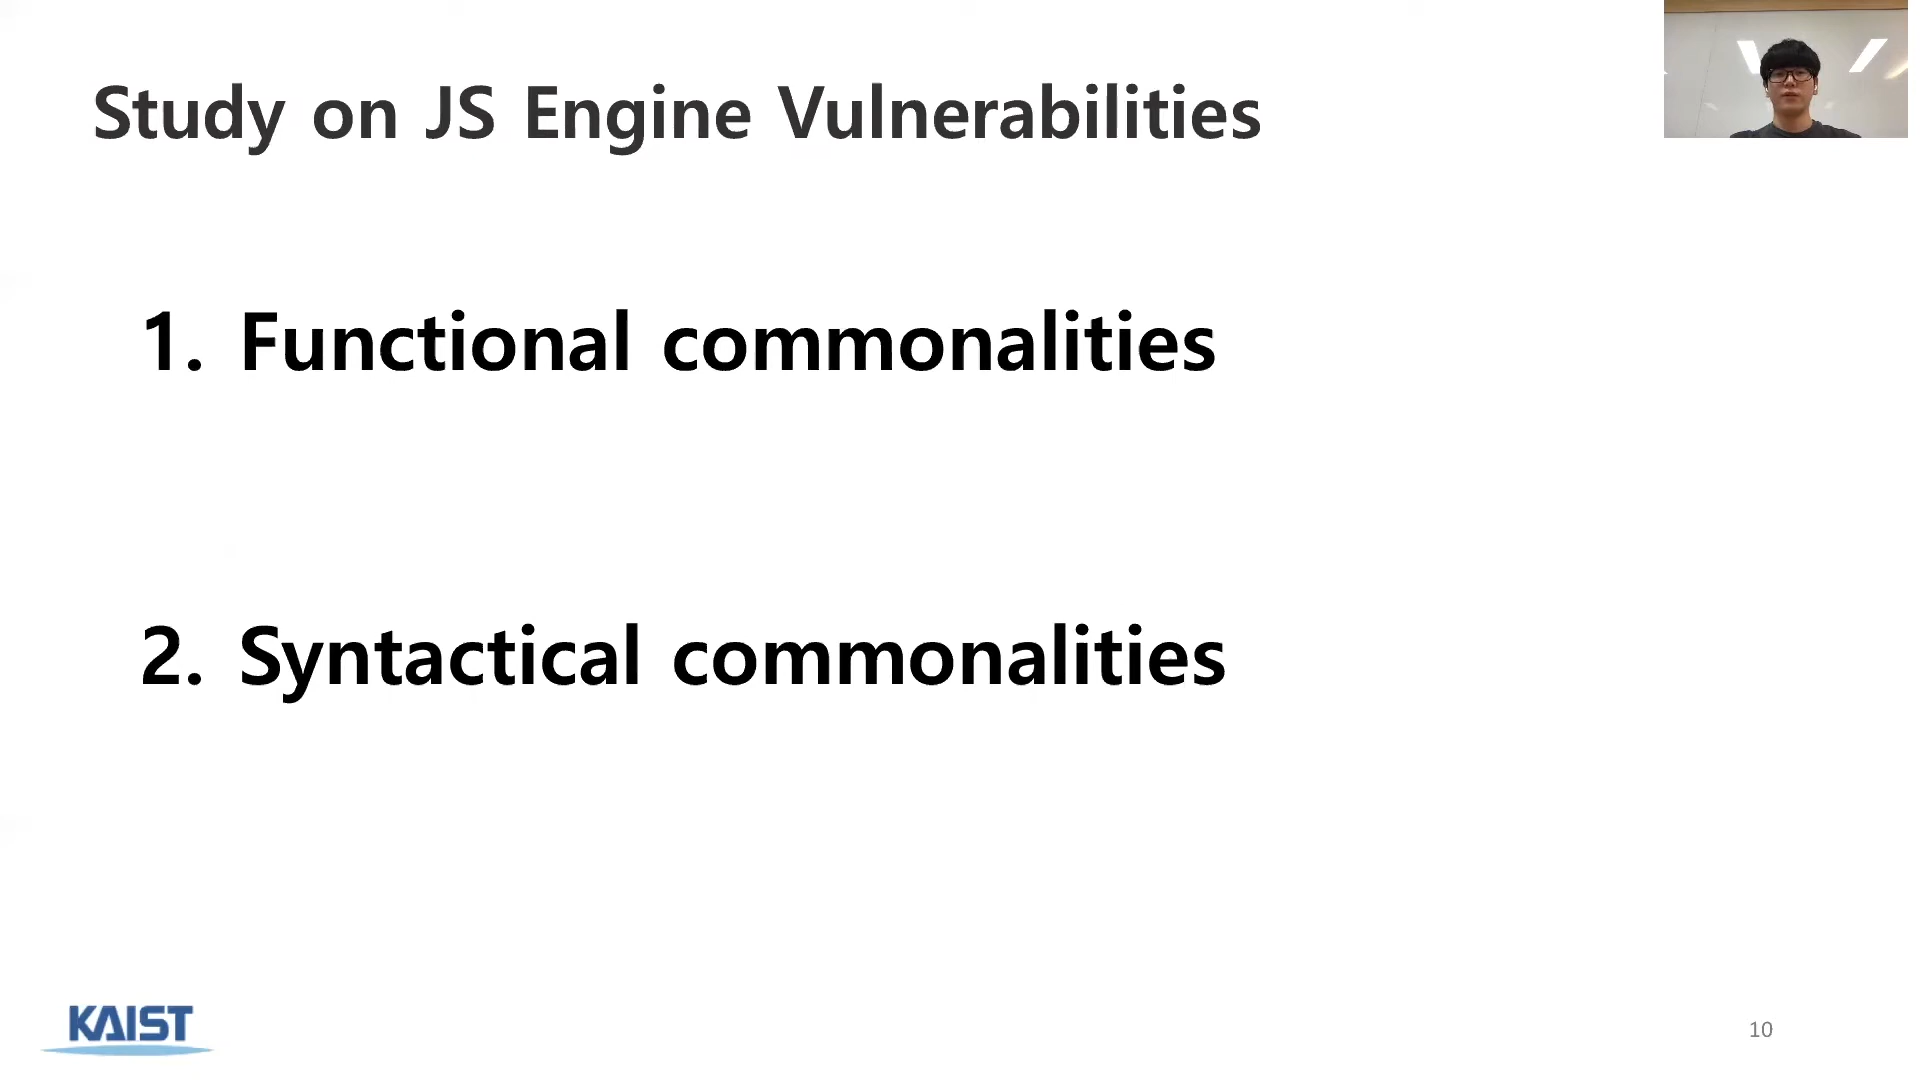 Study on JS Engine Vulnerabilities
1. Functional commonalities
2. Syntactical commonalities
KAIST
10